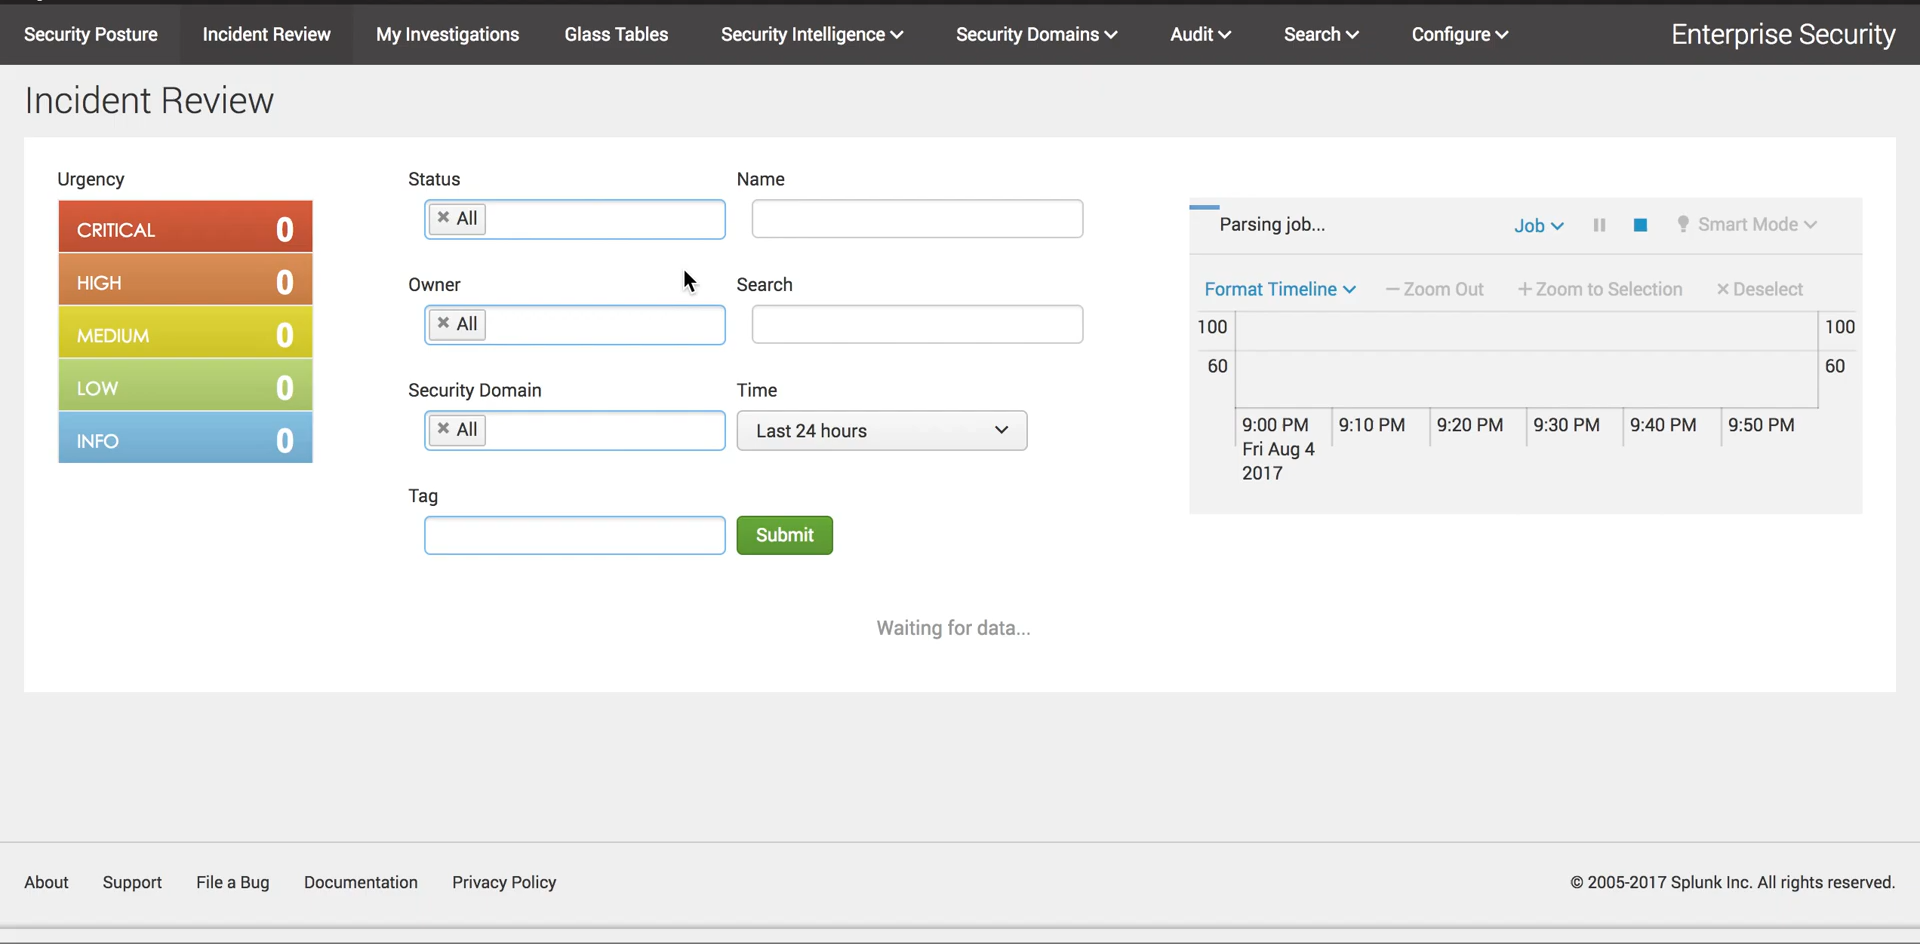 Security Posture Incident Review My Investigations Glass Tables Security Intelligence Security Domains Audit Search Configure Enterprise Security
Incident Review
Urgency
CRITICAL 0
HIGH 0
MEDIUM 0
LOW 0
INFO 0
Status
All
Name
Owner
All
Search
Security Domain
All
Time
Last 24 hours
Tag
Submit
Parsing job... Job Smart Mode
Format Timeline Zoom Out Zoom to Selection Deselect
100 100
60 60
9:00 PM 9:10 PM 9:20 PM 9:30 PM 9:40 PM 9:50 PM
Fri Aug 4
2017
Waiting for data...
About Support File a Bug Documentation Privacy Policy © 2005-2017 Splunk Inc. All rights reserved.